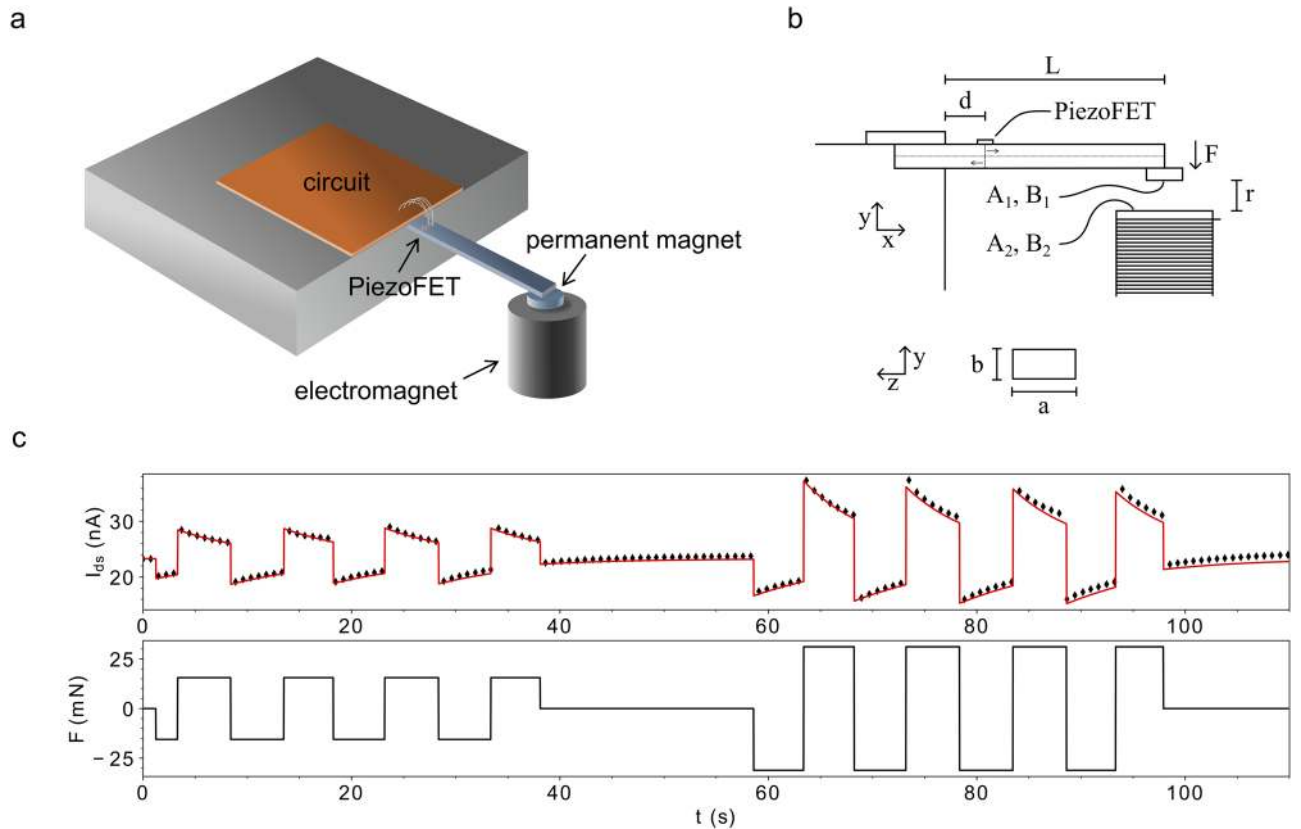 a
circuit
PiezoFET
permanent magnet
electromagnet
b
L
d
PiezoFET
F
A₁, B₁
r
A₂, B₂
y
x
y
z
b
a
c
I_ds (nA)
30
20
0
20
40
60
80
100
F (mN)
25
0
−25
0
20
40
60
80
100
t (s)